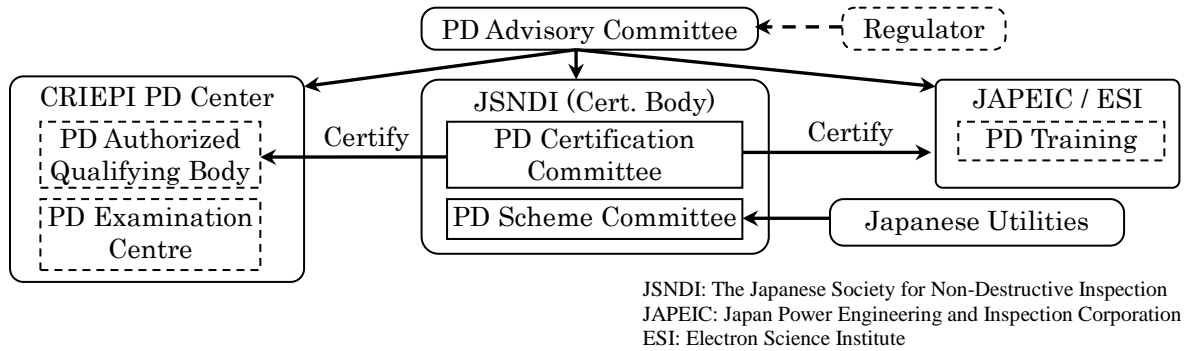 PD Advisory Committee
Regulator
CRIEPI PD Center
PD Authorized
Qualifying Body
PD Examination
Centre
Certify
JSNDI (Cert. Body)
PD Certification
Committee
PD Scheme Committee
Certify
JAPEIC / ESI
PD Training
Japanese Utilities
JSNDI: The Japanese Society for Non-Destructive Inspection
JAPEIC: Japan Power Engineering and Inspection Corporation
ESI: Electron Science Institute